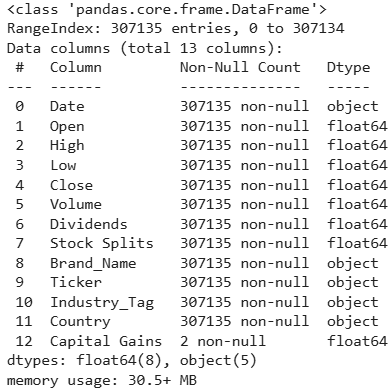 <class 'pandas.core.frame.DataFrame'>
RangeIndex: 307135 entries, 0 to 307134
Data columns (total 13 columns):
 #   Column         Non-Null Count   Dtype
---  ------         --------------   -----
 0   Date           307135 non-null  object
 1   Open           307135 non-null  float64
 2   High           307135 non-null  float64
 3   Low            307135 non-null  float64
 4   Close          307135 non-null  float64
 5   Volume         307135 non-null  float64
 6   Dividends      307135 non-null  float64
 7   Stock Splits   307135 non-null  float64
 8   Brand_Name     307135 non-null  object
 9   Ticker         307135 non-null  object
 10  Industry_Tag   307135 non-null  object
 11  Country        307135 non-null  object
 12  Capital Gains  2 non-null       float64
dtypes: float64(8), object(5)
memory usage: 30.5+ MB